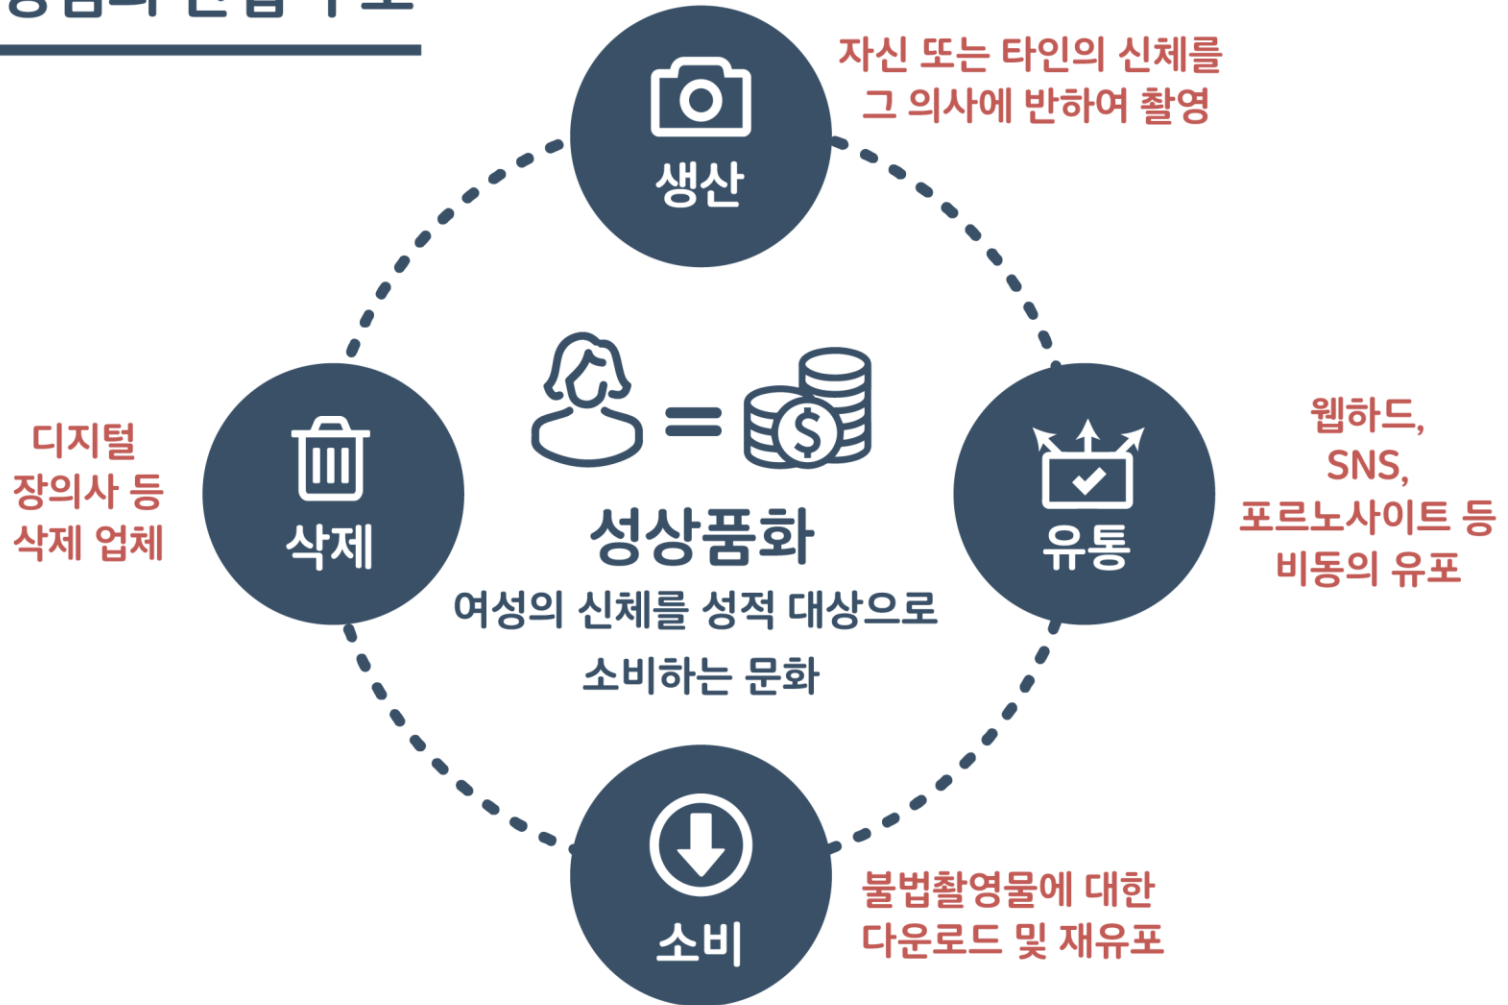 자신 또는 타인의 신체를
그 의사에 반하여 촬영
생산
디지털
장의사 등
삭제 업체
삭제
성상품화
여성의 신체를 성적 대상으로
소비하는 문화
유통
웹하드,
SNS,
포르노사이트 등
비동의 유포
소비
불법촬영물에 대한
다운로드 및 재유포